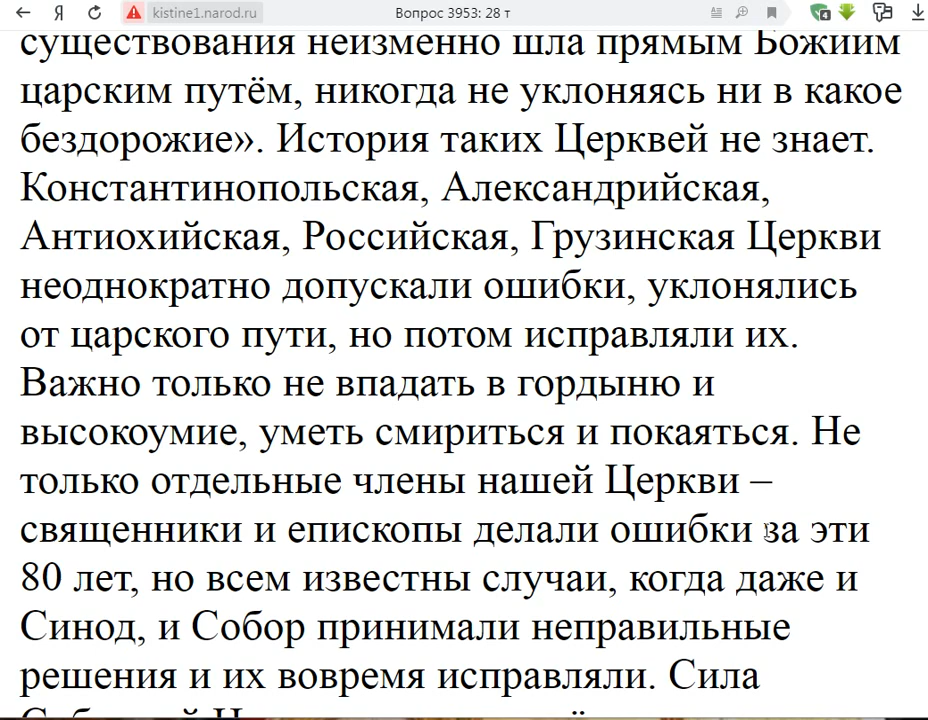 kistine1.narod.ru
Вопрос 3953: 28 т
4
существования неизменно шла прямым Божиим
царским путём, никогда не уклоняясь ни в какое
бездорожие». История таких Церквей не знает.
Константинопольская, Александрийская,
Антиохийская, Российская, Грузинская Церкви
неоднократно допускали ошибки, уклонялись
от царского пути, но потом исправляли их.
Важно только не впадать в гордыню и
высокоумие, уметь смириться и покаяться. Не
только отдельные члены нашей Церкви –
священники и епископы делали ошибки за эти
80 лет, но всем известны случаи, когда даже и
Синод, и Собор принимали неправильные
решения и их вовремя исправляли. Сила